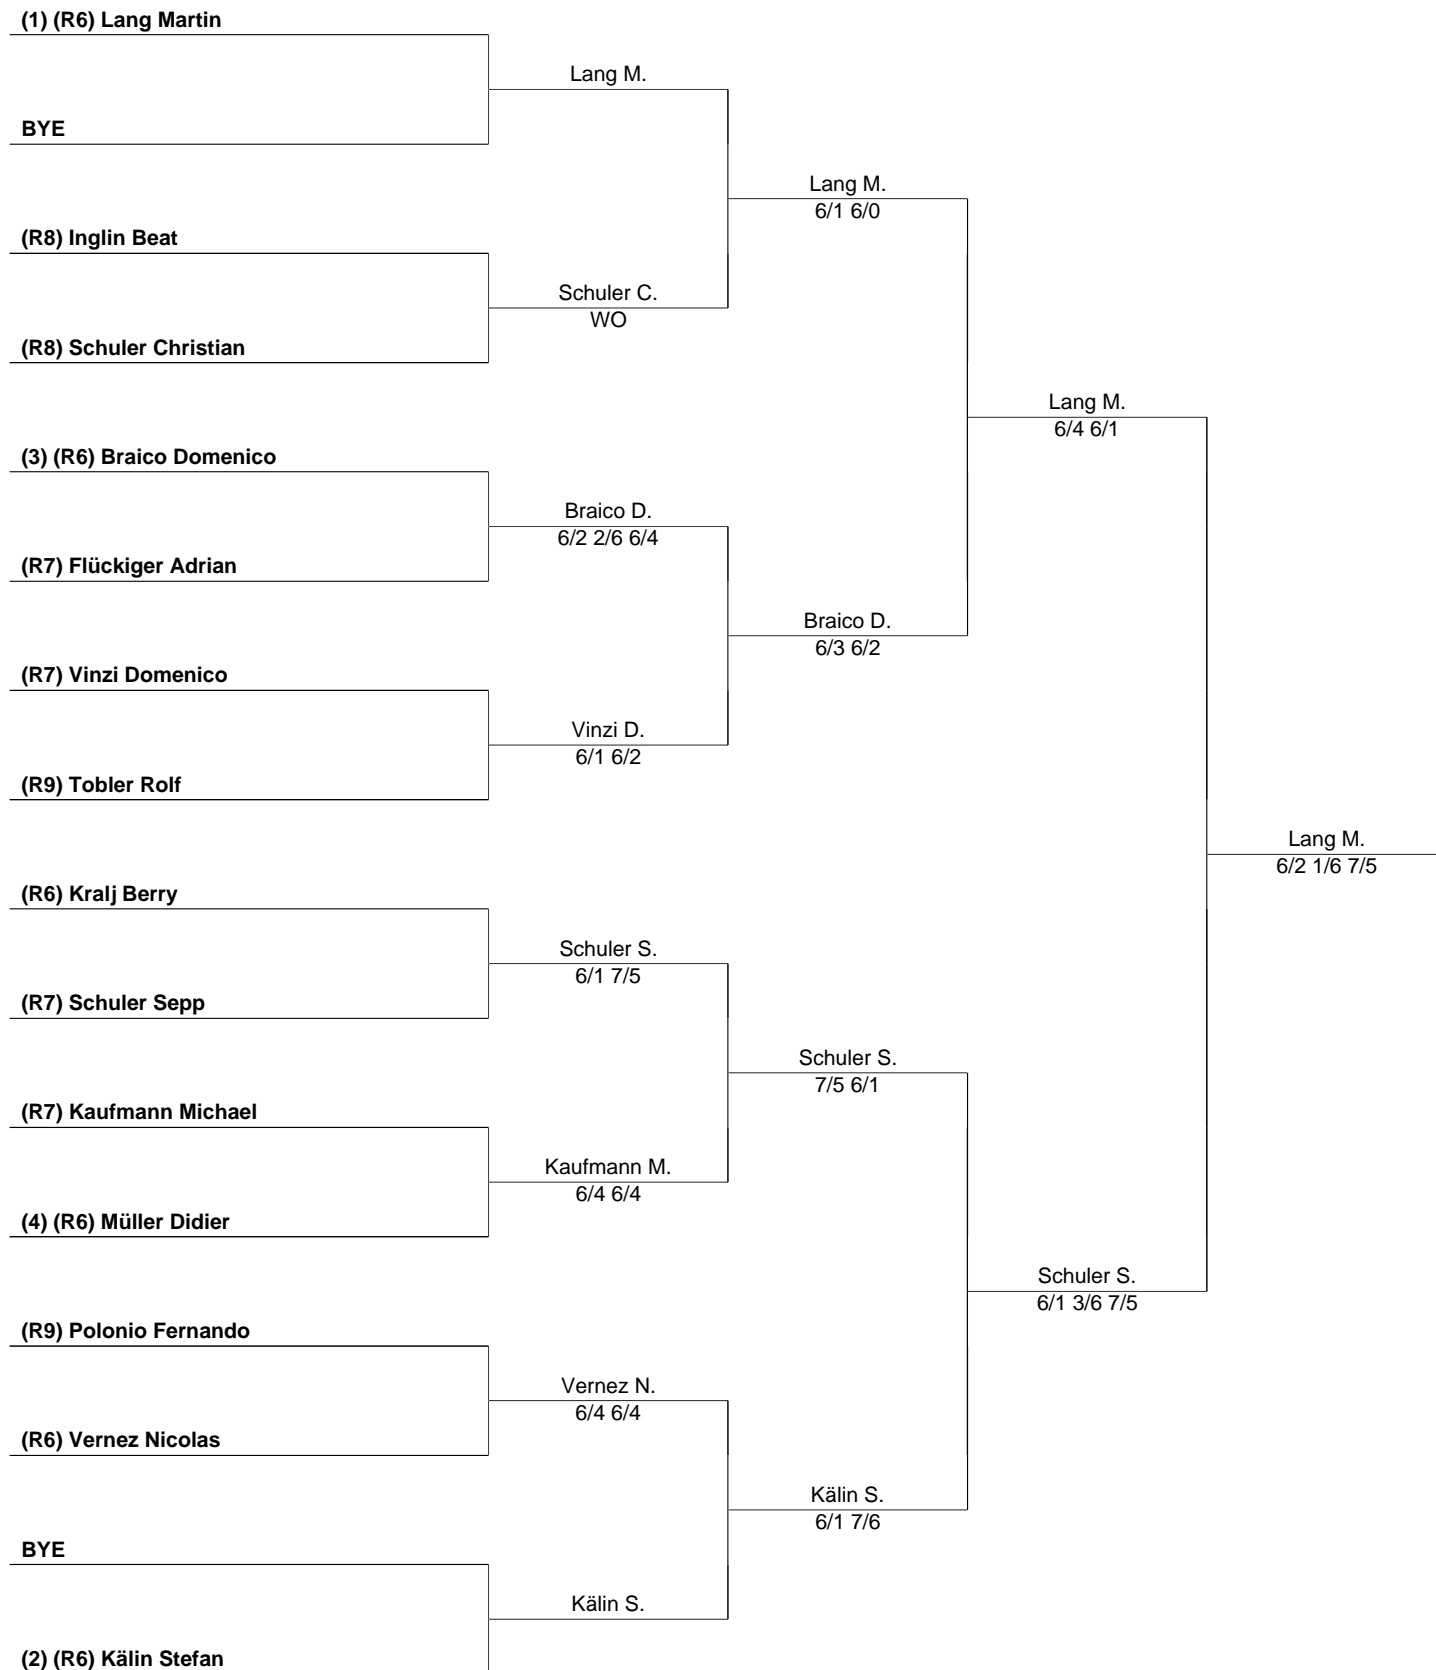 (1) (R6) Lang Martin
Lang M.
BYE
Lang M.
6/1 6/0
(R8) Inglin Beat
Schuler C.
WO
(R8) Schuler Christian
Lang M.
6/4 6/1
(3) (R6) Braico Domenico
Braico D.
6/2 2/6 6/4
(R7) Flückiger Adrian
Braico D.
6/3 6/2
(R7) Vinzi Domenico
Vinzi D.
6/1 6/2
(R9) Tobler Rolf
Lang M.
6/2 1/6 7/5
(R6) Kralj Berry
Schuler S.
6/1 7/5
(R7) Schuler Sepp
Schuler S.
7/5 6/1
(R7) Kaufmann Michael
Kaufmann M.
6/4 6/4
(4) (R6) Müller Didier
Schuler S.
6/1 3/6 7/5
(R9) Polonio Fernando
Vernez N.
6/4 6/4
(R6) Vernez Nicolas
Kälin S.
6/1 7/6
BYE
Kälin S.
(2) (R6) Kälin Stefan